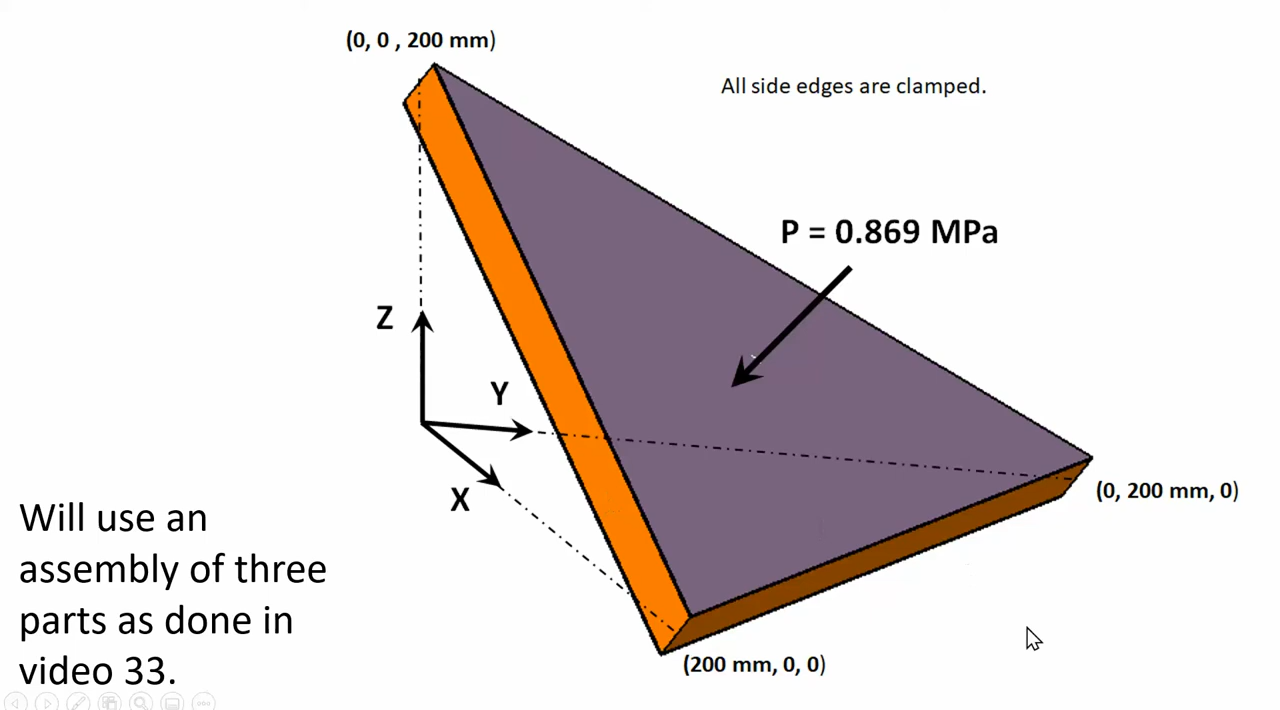 (0, 0 , 200 mm)
All side edges are clamped.
P = 0.869 MPa
Z
Y
X
(0, 200 mm, 0)
Will use an
assembly of three
parts as done in
video 33.
(200 mm, 0, 0)